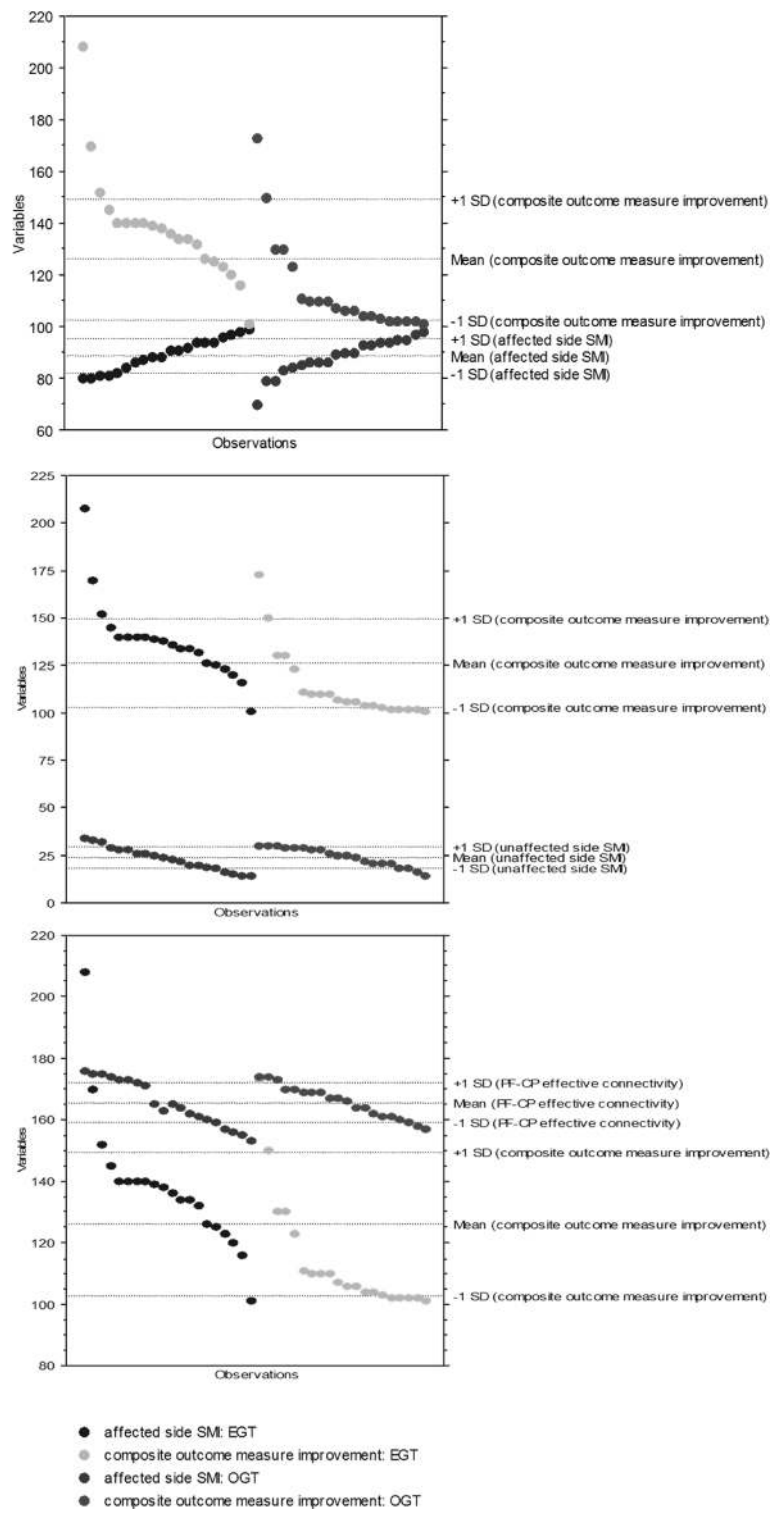 220
200
180
160
140
120
100
80
60
Variables
Observations
+1 SD (composite outcome measure improvement)
Mean (composite outcome measure improvement)
-1 SD (composite outcome measure improvement)
+1 SD (affected side SMI)
Mean (affected side SMI)
-1 SD (affected side SMI)
225
200
175
150
125
100
75
50
25
0
Variables
Observations
+1 SD (composite outcome measure improvement)
Mean (composite outcome measure improvement)
-1 SD (composite outcome measure improvement)
+1 SD (unaffected side SMI)
Mean (unaffected side SMI)
-1 SD (unaffected side SMI)
220
200
180
160
140
120
100
80
Variables
Observations
+1 SD (PF-CP effective connectivity)
Mean (PF-CP effective connectivity)
-1 SD (PF-CP effective connectivity)
+1 SD (composite outcome measure improvement)
Mean (composite outcome measure improvement)
-1 SD (composite outcome measure improvement)
affected side SMI: EGT
composite outcome measure improvement: EGT
affected side SMI: OGT
composite outcome measure improvement: OGT